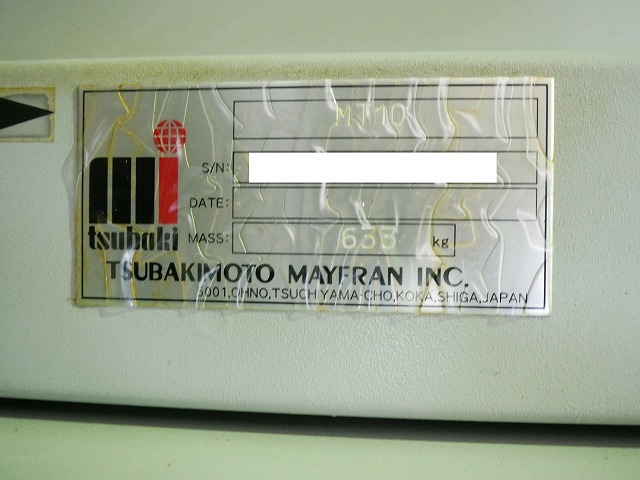 MT10
S/N:
DATE:
tsubaki
MASS: 635 kg
TSUBAKIMOTO MAYFRAN INC.
5001,OHNO,TSUCHIYAMA-CHO,KOKA,SHIGA,JAPAN